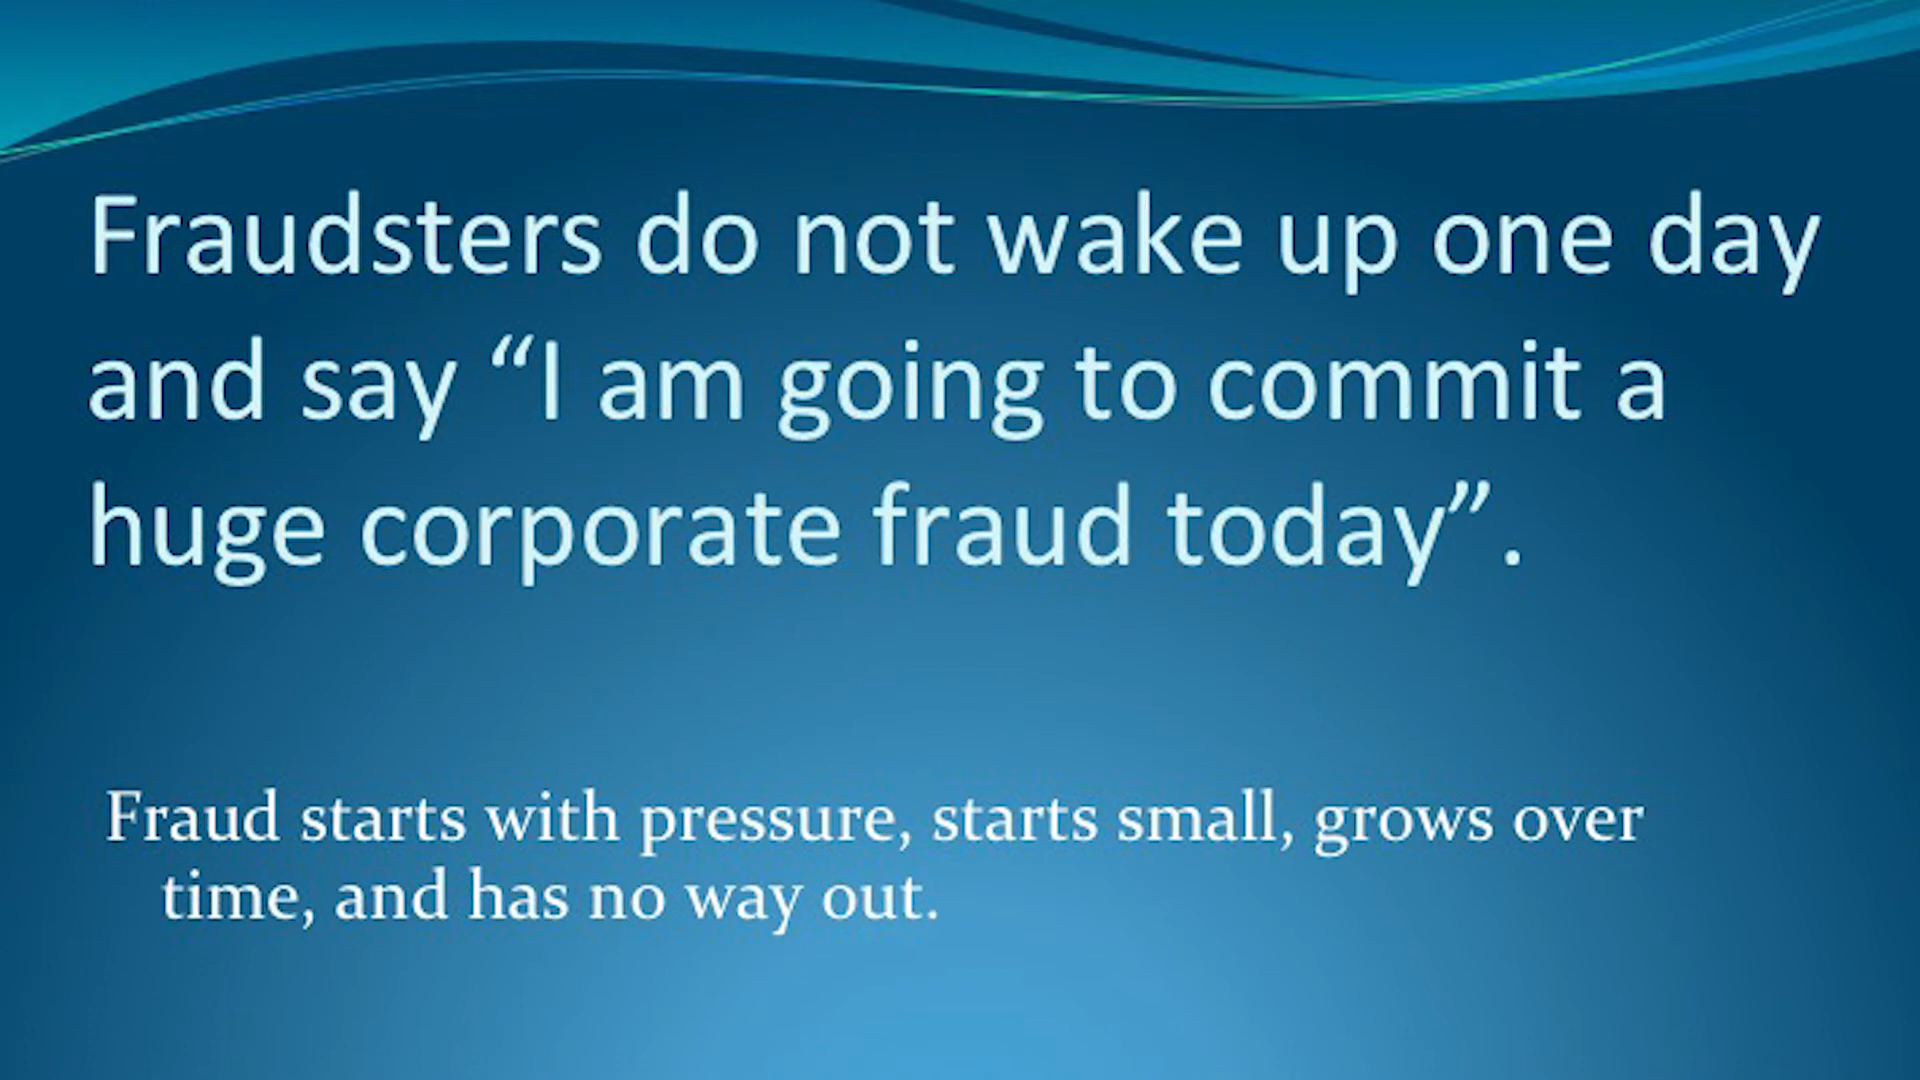 Fraudsters do not wake up one day
and say “I am going to commit a
huge corporate fraud today”.
Fraud starts with pressure, starts small, grows over
time, and has no way out.